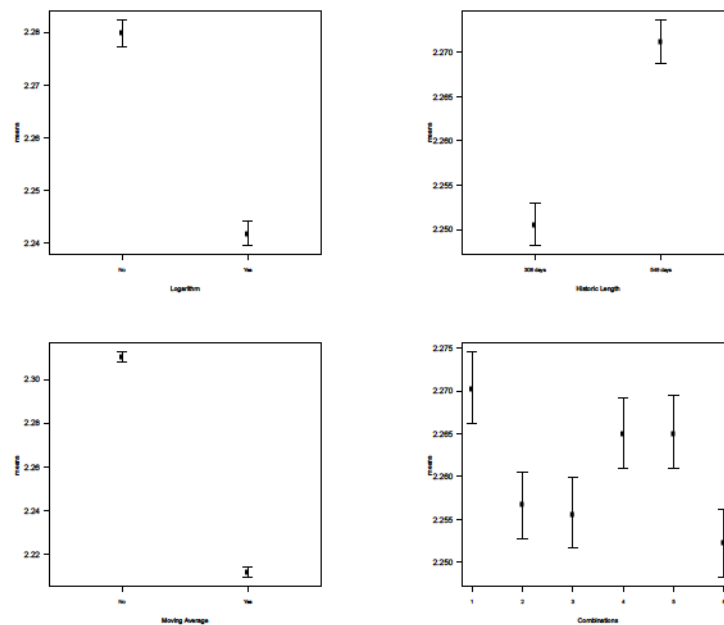 means
2.28
2.27
2.26
2.25
2.24
No Yes
Logarithm
means
2.270
2.265
2.260
2.255
2.250
days days
Historic Length
means
2.30
2.28
2.26
2.24
2.22
No Yes
Moving Average
means
2.275
2.270
2.265
2.260
2.255
2.250
1 2 3 4 5 6
Combinations